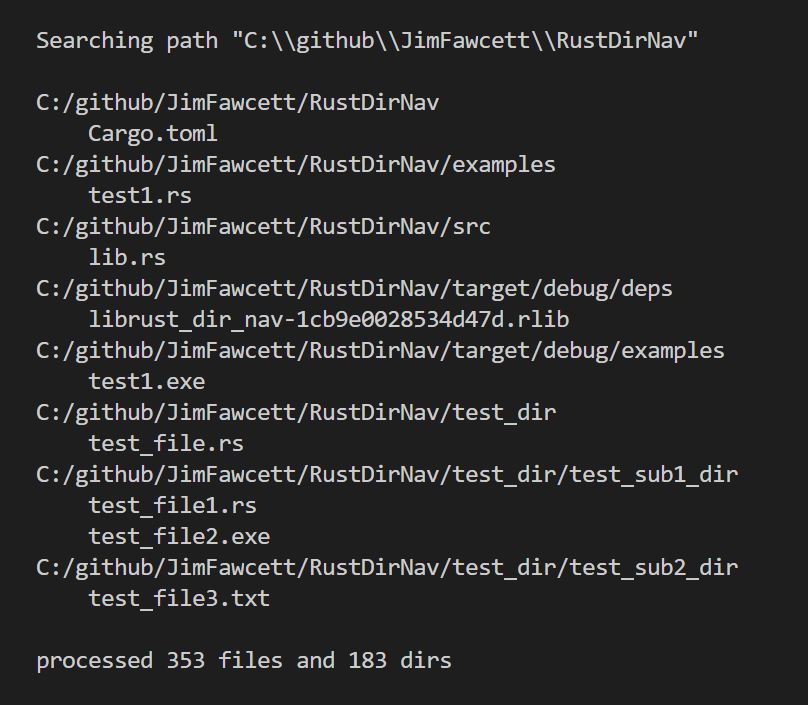 Searching path "C:\\github\\JimFawcett\\RustDirNav"
C:/github/JimFawcett/RustDirNav
Cargo.toml
C:/github/JimFawcett/RustDirNav/examples
test1.rs
C:/github/JimFawcett/RustDirNav/src
lib.rs
C:/github/JimFawcett/RustDirNav/target/debug/deps
librust_dir_nav-1cb9e0028534d47d.rlib
C:/github/JimFawcett/RustDirNav/target/debug/examples
test1.exe
C:/github/JimFawcett/RustDirNav/test_dir
test_file.rs
C:/github/JimFawcett/RustDirNav/test_dir/test_sub1_dir
test_file1.rs
test_file2.exe
C:/github/JimFawcett/RustDirNav/test_dir/test_sub2_dir
test_file3.txt
processed 353 files and 183 dirs